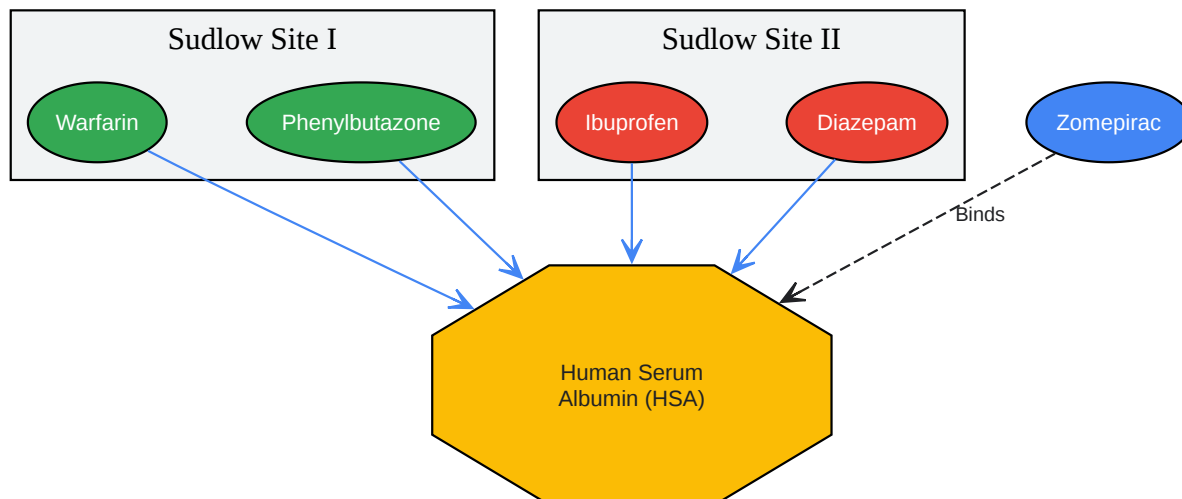 Sudlow Site I
Sudlow Site II
Warfarin
Phenylbutazone
Ibuprofen
Diazepam
Zomepirac
Binds
Human Serum
Albumin (HSA)